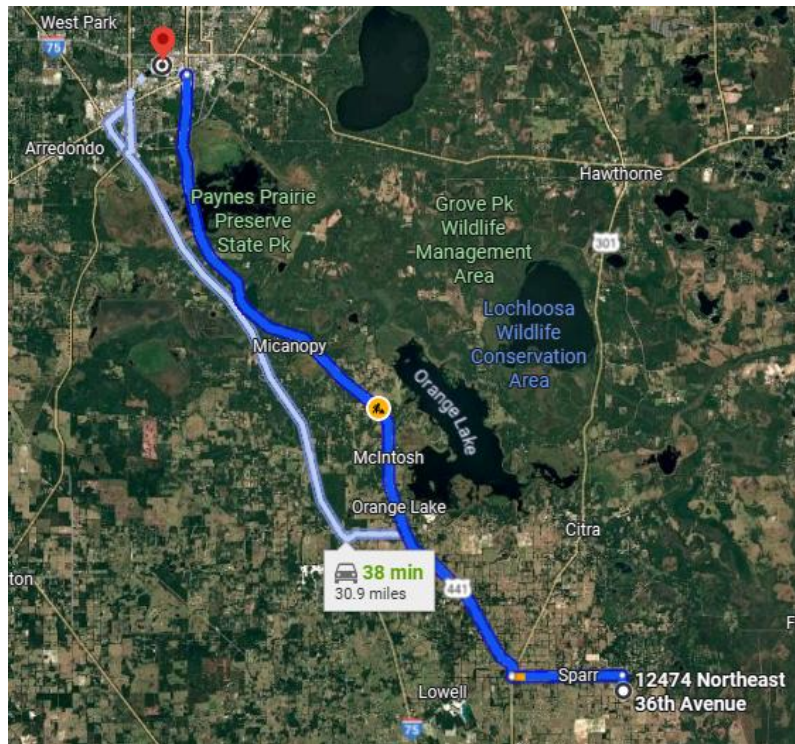 West Park
75
Arredondo
Hawthorne
Paynes Prairie
Preserve
State Pk
Grove Pk
Wildlife
Management
Area
301
Lochloosa
Wildlife
Conservation
Area
Micanopy
Orange Lake
McIntosh
Orange Lake
Citra
38 min
30.9 miles
ton
441
F
Sparr
12474 Northeast
36th Avenue
Lowell
75